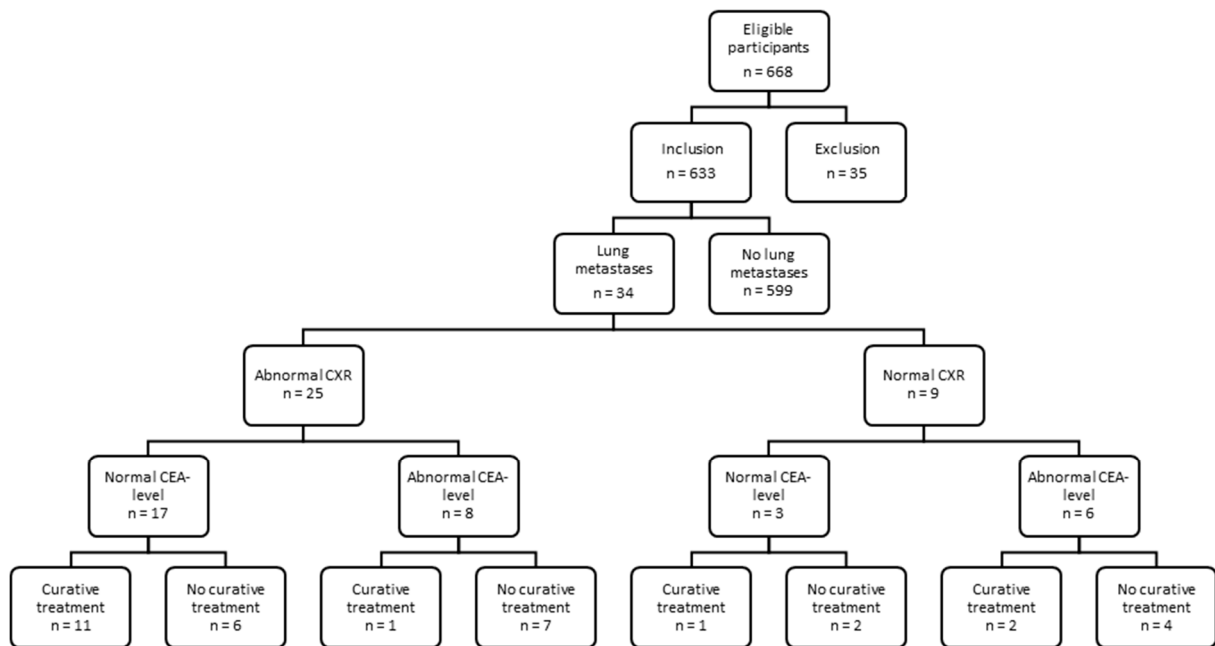 Eligible
participants
n = 668
Inclusion
n = 633
Exclusion
n = 35
Lung
metastases
n = 34
No lung
metastases
n = 599
Abnormal CXR
n = 25
Normal CXR
n = 9
Normal CEA-
level
n = 17
Abnormal CEA-
level
n = 8
Normal CEA-
level
n = 3
Abnormal CEA-
level
n = 6
Curative
treatment
n = 11
No curative
treatment
n = 6
Curative
treatment
n = 1
No curative
treatment
n = 7
Curative
treatment
n = 1
No curative
treatment
n = 2
Curative
treatment
n = 2
No curative
treatment
n = 4